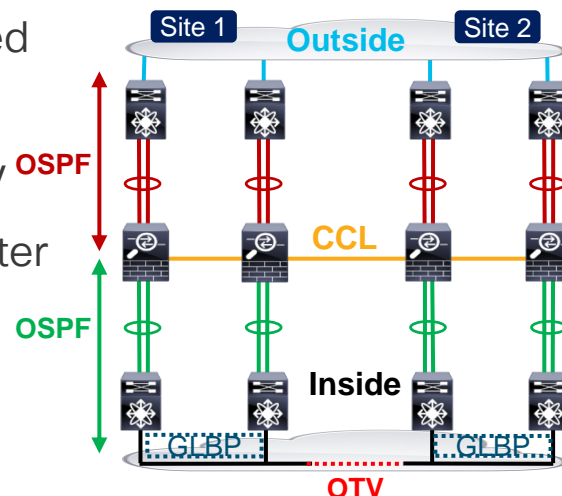 Site 1
Site 2
Outside
ed
OSPF
y
ter
CCL
OSPF
Inside
GLBP
GLBP
OTV